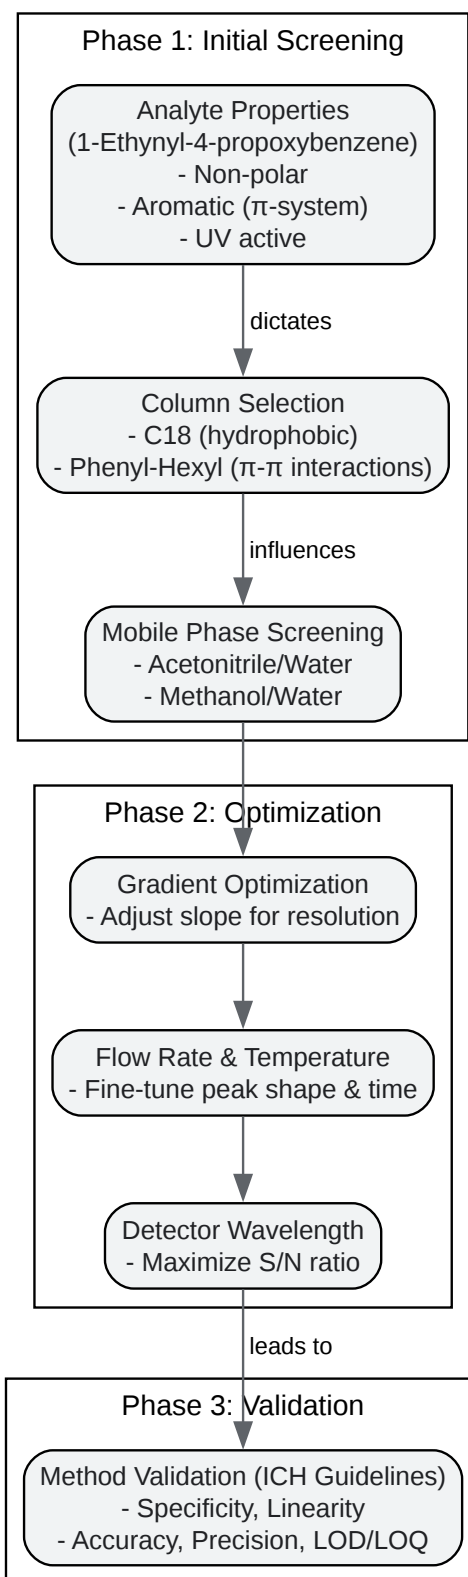 Phase 1: Initial Screening
Analyte Properties
(1-Ethynyl-4-propoxybenzene)
- Non-polar
- Aromatic (π-system)
- UV active
dictates
Column Selection
- C18 (hydrophobic)
- Phenyl-Hexyl (π-π interactions)
influences
Mobile Phase Screening
- Acetonitrile/Water
- Methanol/Water
Phase 2: Optimization
Gradient Optimization
- Adjust slope for resolution
Flow Rate & Temperature
- Fine-tune peak shape & time
Detector Wavelength
- Maximize S/N ratio
leads to
Phase 3: Validation
Method Validation (ICH Guidelines)
- Specificity, Linearity
- Accuracy, Precision, LOD/LOQ